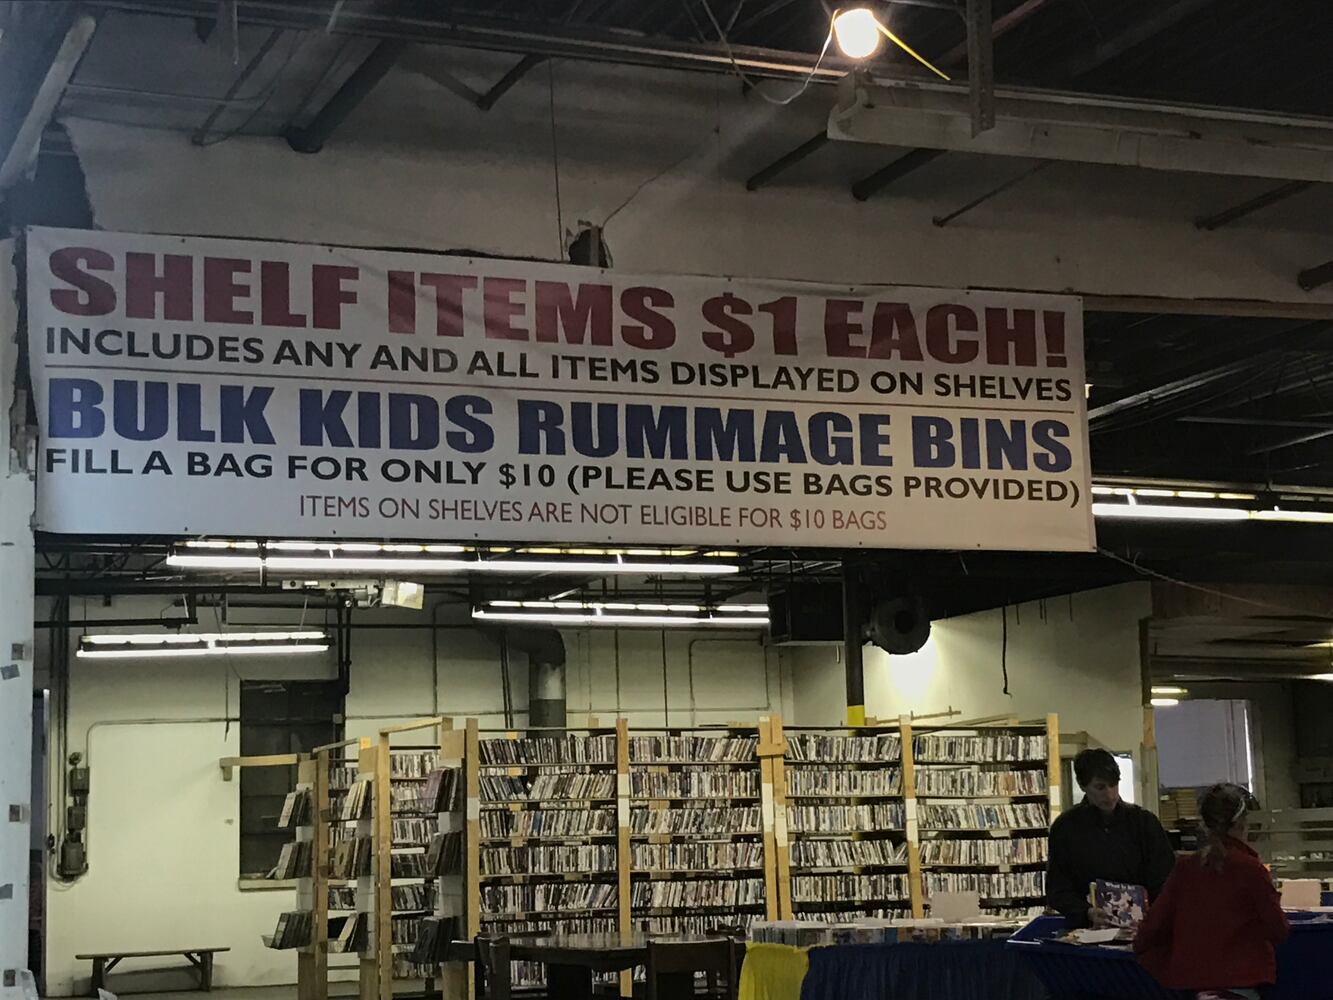 SHELF ITEMS $1 EACH!
INCLUDES ANY AND ALL ITEMS DISPLAYED ON SHELVES
BULK KIDS RUMMAGE BINS
FILL A BAG FOR ONLY $10 (PLEASE USE BAGS PROVIDED)
ITEMS ON SHELVES ARE NOT ELIGIBLE FOR $10 BAGS